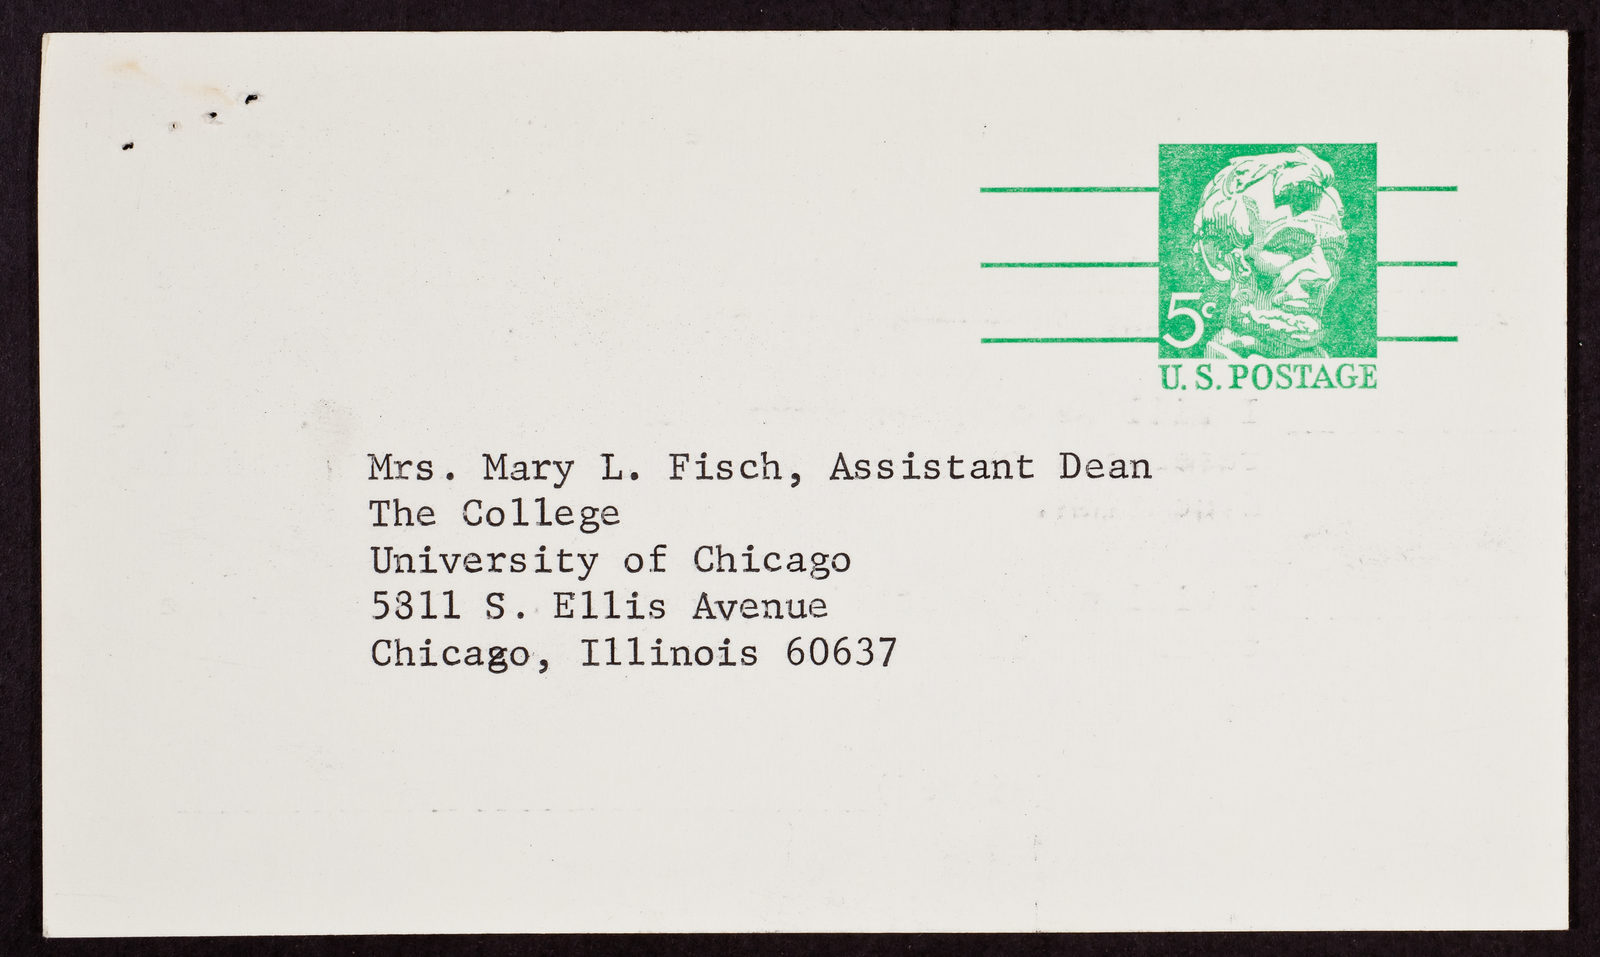 5c
U. S. POSTAGE
Mrs. Mary L. Fisch, Assistant Dean
The College
University of Chicago
5811 S. Ellis Avenue
Chicago, Illinois 60637